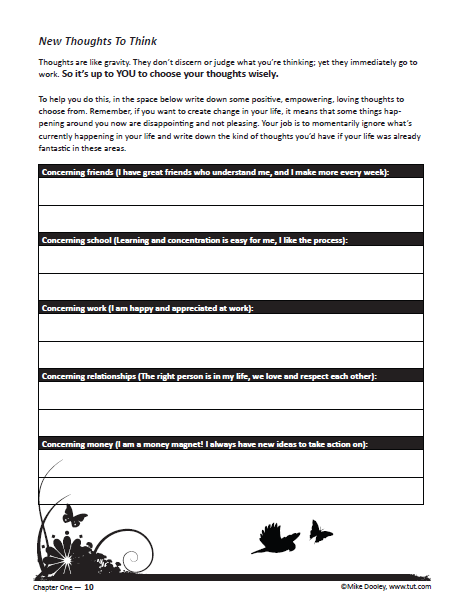 New Thoughts To Think
Thoughts are like gravity. They don't discern or judge what you're thinking; yet they immediately go to
work. So it's up to YOU to choose your thoughts wisely.
To help you do this, in the space below write down some positive, empowering, loving thoughts to
choose from. Remember, if you want to create change in your life, it means that some things hap-
pening around you now are disappointing and not pleasing. Your job is to momentarily ignore what's
currently happening in your life and write down the kind of thoughts you'd have if your life was already
fantastic in these areas.
Concerning friends (I have great friends who understand me, and I make more every week):
Concerning school (Learning and concentration is easy for me, I like the process):
Concerning work (I am happy and appreciated at work):
Concerning relationships (The right person is in my life, we love and respect each other):
Concerning money (I am a money magnet! I always have new ideas to take action on):
Chapter One — 10
©Mike Dooley, www.tut.com